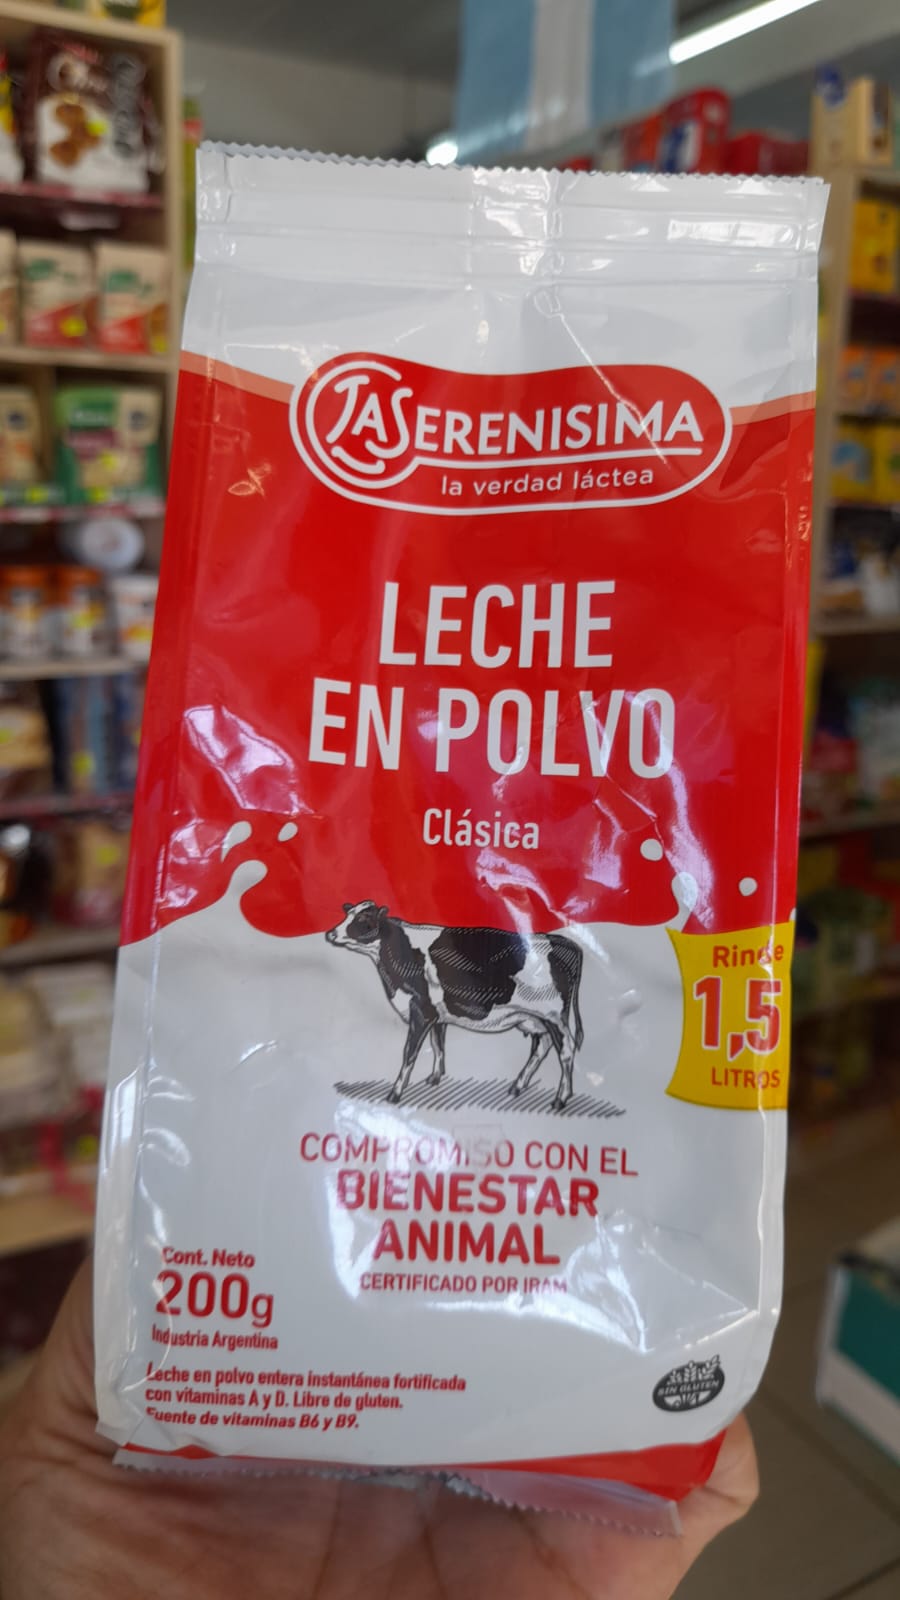 LASERENISIMA
la verdad láctea
LECHE
EN POLVO
Clásica
Rinde
1,5
LITROS
COMPROMISO CON EL
BIENESTAR
ANIMAL
CERTIFICADO POR IRAM
Cont. Neto
200g
Industria Argentina
Leche en polvo entera instantánea fortificada
con vitaminas A y D. Libre de gluten.
Fuente de vitaminas B6 y B9.
SIN GLUTEN